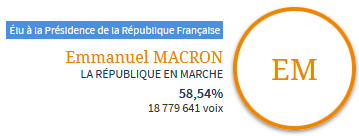 Élu à la Présidence de la République Française
Emmanuel MACRON
LA RÉPUBLIQUE EN MARCHE
58,54%
18 779 641 voix
EM